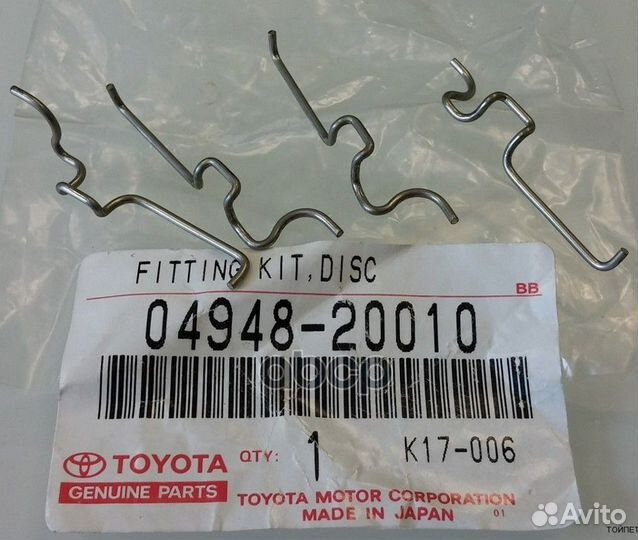 FITTING KIT, DISC
BB
04948-20010
TOYOTA
GENUINE PARTS
QTY: 1 K17-006
TOYOTA MOTOR CORPORATION
MADE IN JAPAN 01
Avito